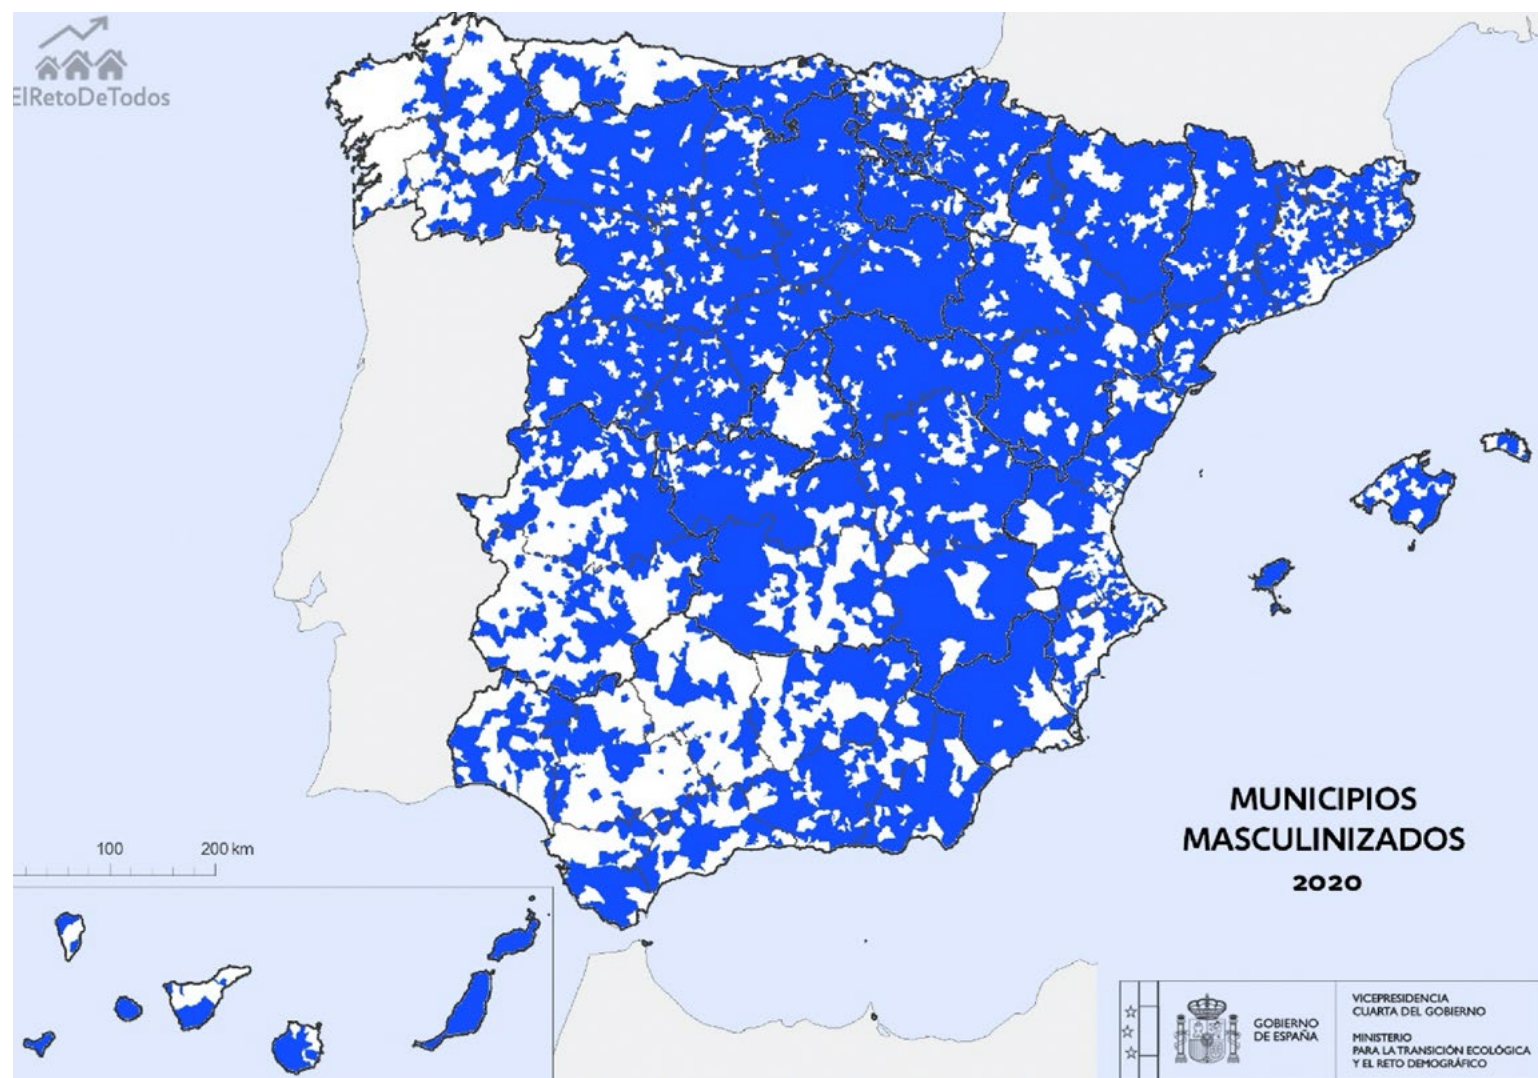 ElRetoDeTodos
MUNICIPIOS
MASCULINIZADOS
2020
100 200 km
GOBIERNO
DE ESPAÑA
VICEPRESIDENCIA
CUARTA DEL GOBIERNO
MINISTERIO
PARA LA TRANSICIÓN ECOLÓGICA
Y EL RETO DEMOGRÁFICO